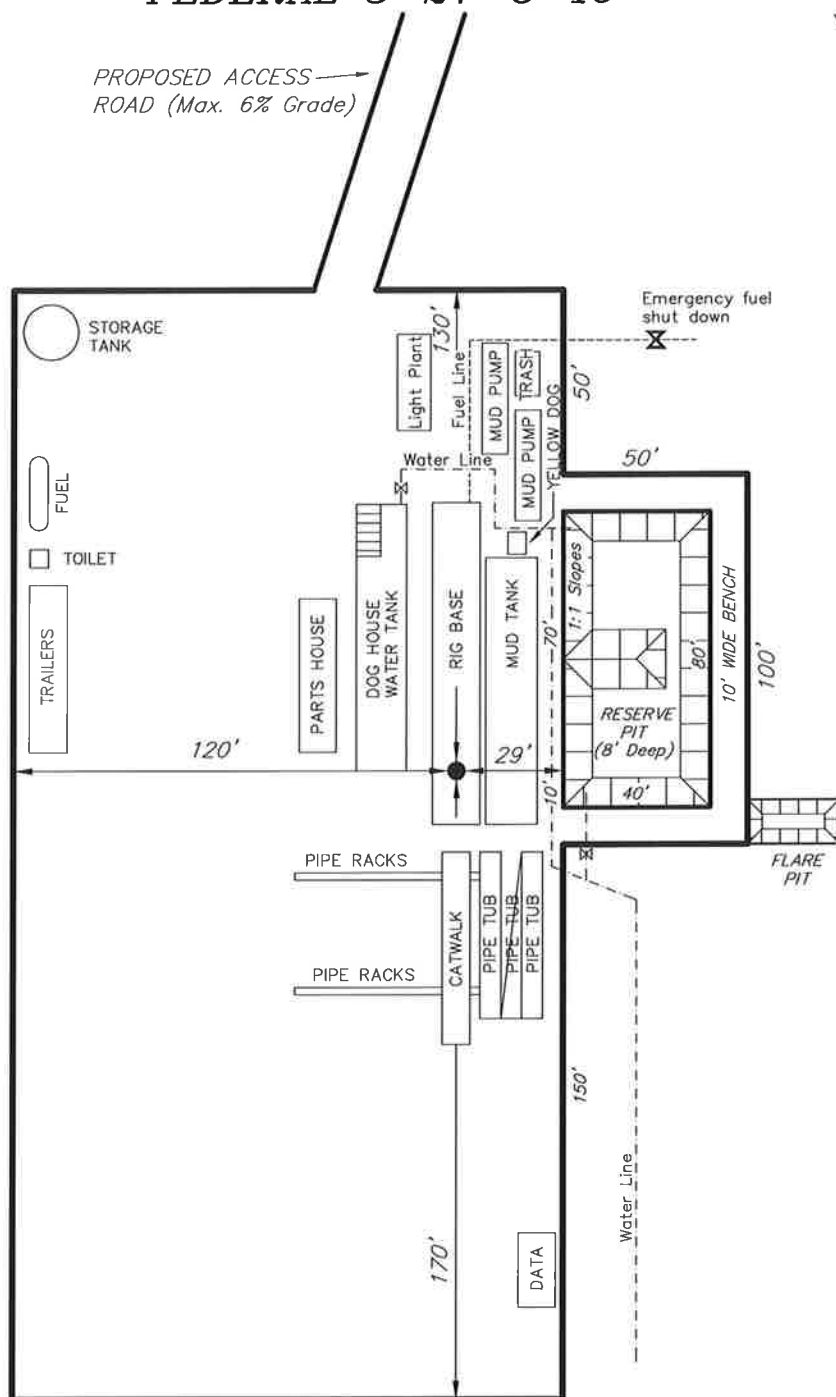 PROPOSED ACCESS
ROAD (Max. 6% Grade)
STORAGE
TANK
Light Plant
130'
Fuel Line
MUD PUMP
TRASH
MUD PUMP
YELLOW DOG
50'
Emergency fuel
shut down
50'
Water Line
FUEL
TOILET
TRAILERS
PARTS HOUSE
DOG HOUSE
WATER TANK
RIG BASE
MUD TANK
70'
1:1 Slopes
80'
10' WIDE BENCH
100'
RESERVE
PIT
(8' Deep)
40'
120'
29'
10'
FLARE
PIT
PIPE RACKS
PIPE RACKS
CATWALK
PIPE TUB
PIPE TUB
PIPE TUB
150'
Water Line
170'
DATA